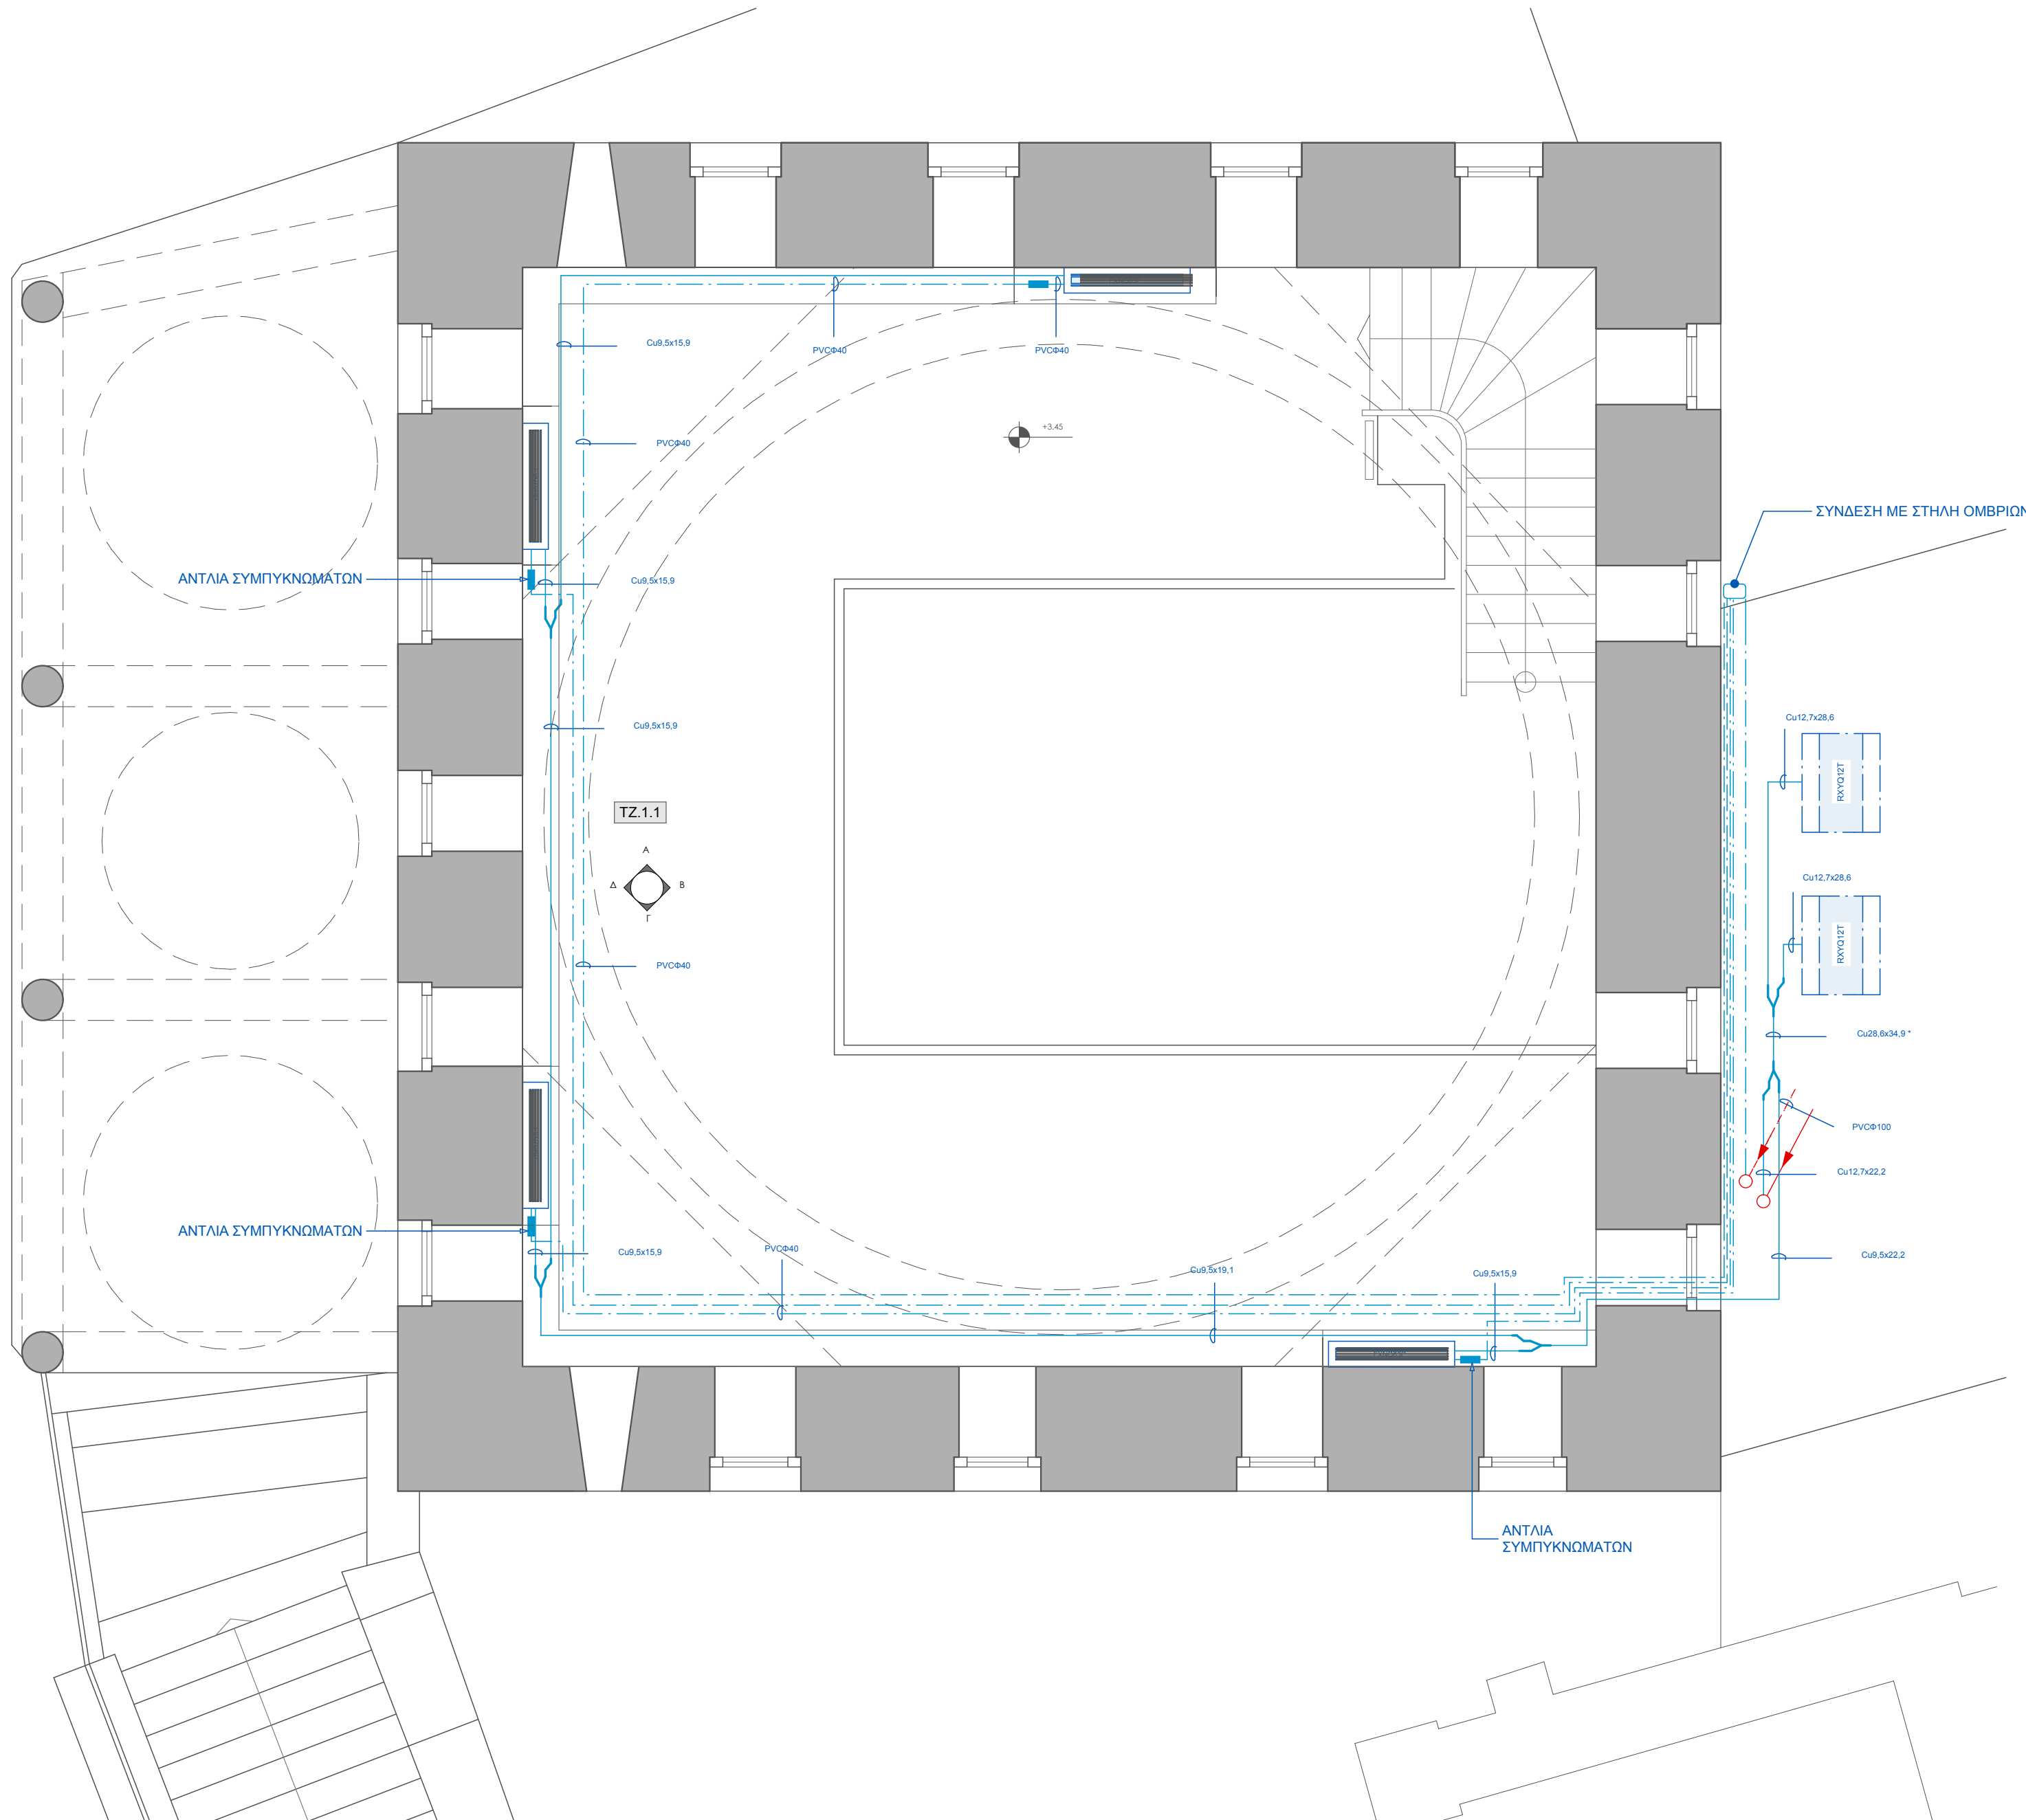 Cu9,5x15,9
PVCΦ40
PVCΦ40
+3.45
PVCΦ40
ΣΥΝΔΕΣΗ ΜΕ ΣΤΗΛΗ ΟΜΒΡΙΩΝ
ΑΝΤΛΙΑ ΣΥΜΠΥΚΝΩΜΑΤΩΝ
Cu9,5x15,9
Cu12,7x28,6
Cu9,5x15,9
RXYQ12T
TZ.1.1
A
Δ
B
Γ
Cu12,7x28,6
RXYQ12T
PVCΦ40
Cu28,6x34,9 *
PVCΦ100
Cu12,7x22,2
ΑΝΤΛΙΑ ΣΥΜΠΥΚΝΩΜΑΤΩΝ
Cu9,5x15,9
PVCΦ40
Cu9,5x19,1
Cu9,5x15,9
Cu9,5x22,2
ΑΝΤΛΙΑ
ΣΥΜΠΥΚΝΩΜΑΤΩΝ